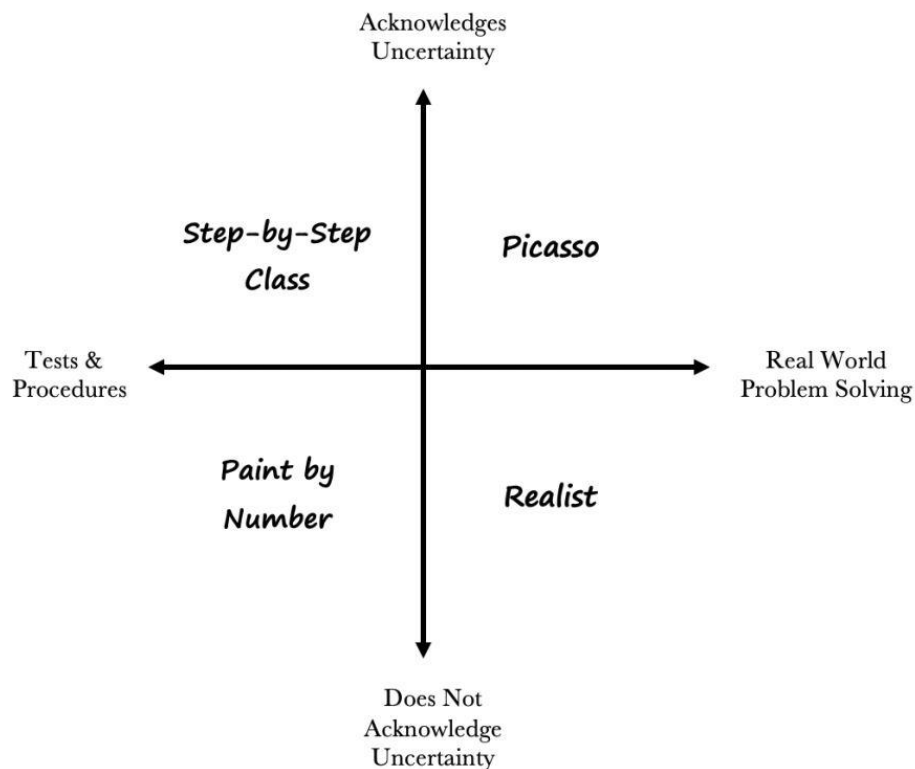 Acknowledges
Uncertainty
Step-by-Step
Class
Picasso
Tests &
Procedures
Real World
Problem Solving
Paint by
Number
Realist
Does Not
Acknowledge
Uncertainty